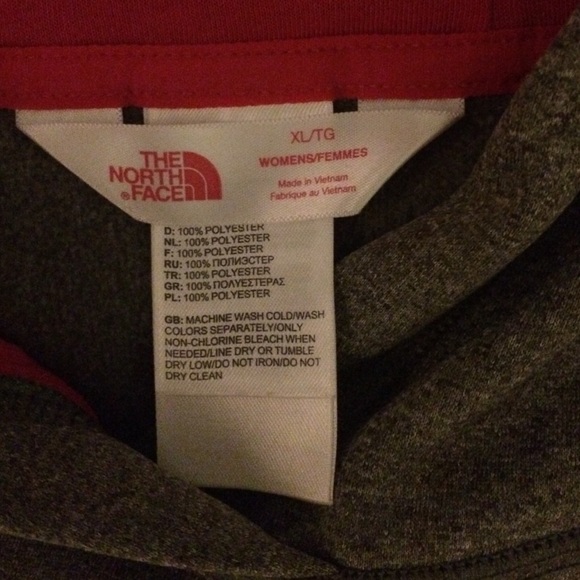 THE
NORTH
®FACE
XL/TG
WOMENS/FEMMES
Made in Vietnam
Fabriqué au Vietnam
D: 100% POLYESTER
NL: 100% POLYESTER
F: 100% POLYESTER
RU: 100% ПОЛИЭСТЕР
TR: 100% POLYESTER
GR: 100% ΠΟΛΥΕΣΤΕΡΑΣ
PL: 100% POLYESTER
GB: MACHINE WASH COLD/WASH
COLORS SEPARATELY/ONLY
NON-CHLORINE BLEACH WHEN
NEEDED/LINE DRY OR TUMBLE
DRY LOW/DO NOT IRON/DO NOT
DRY CLEAN